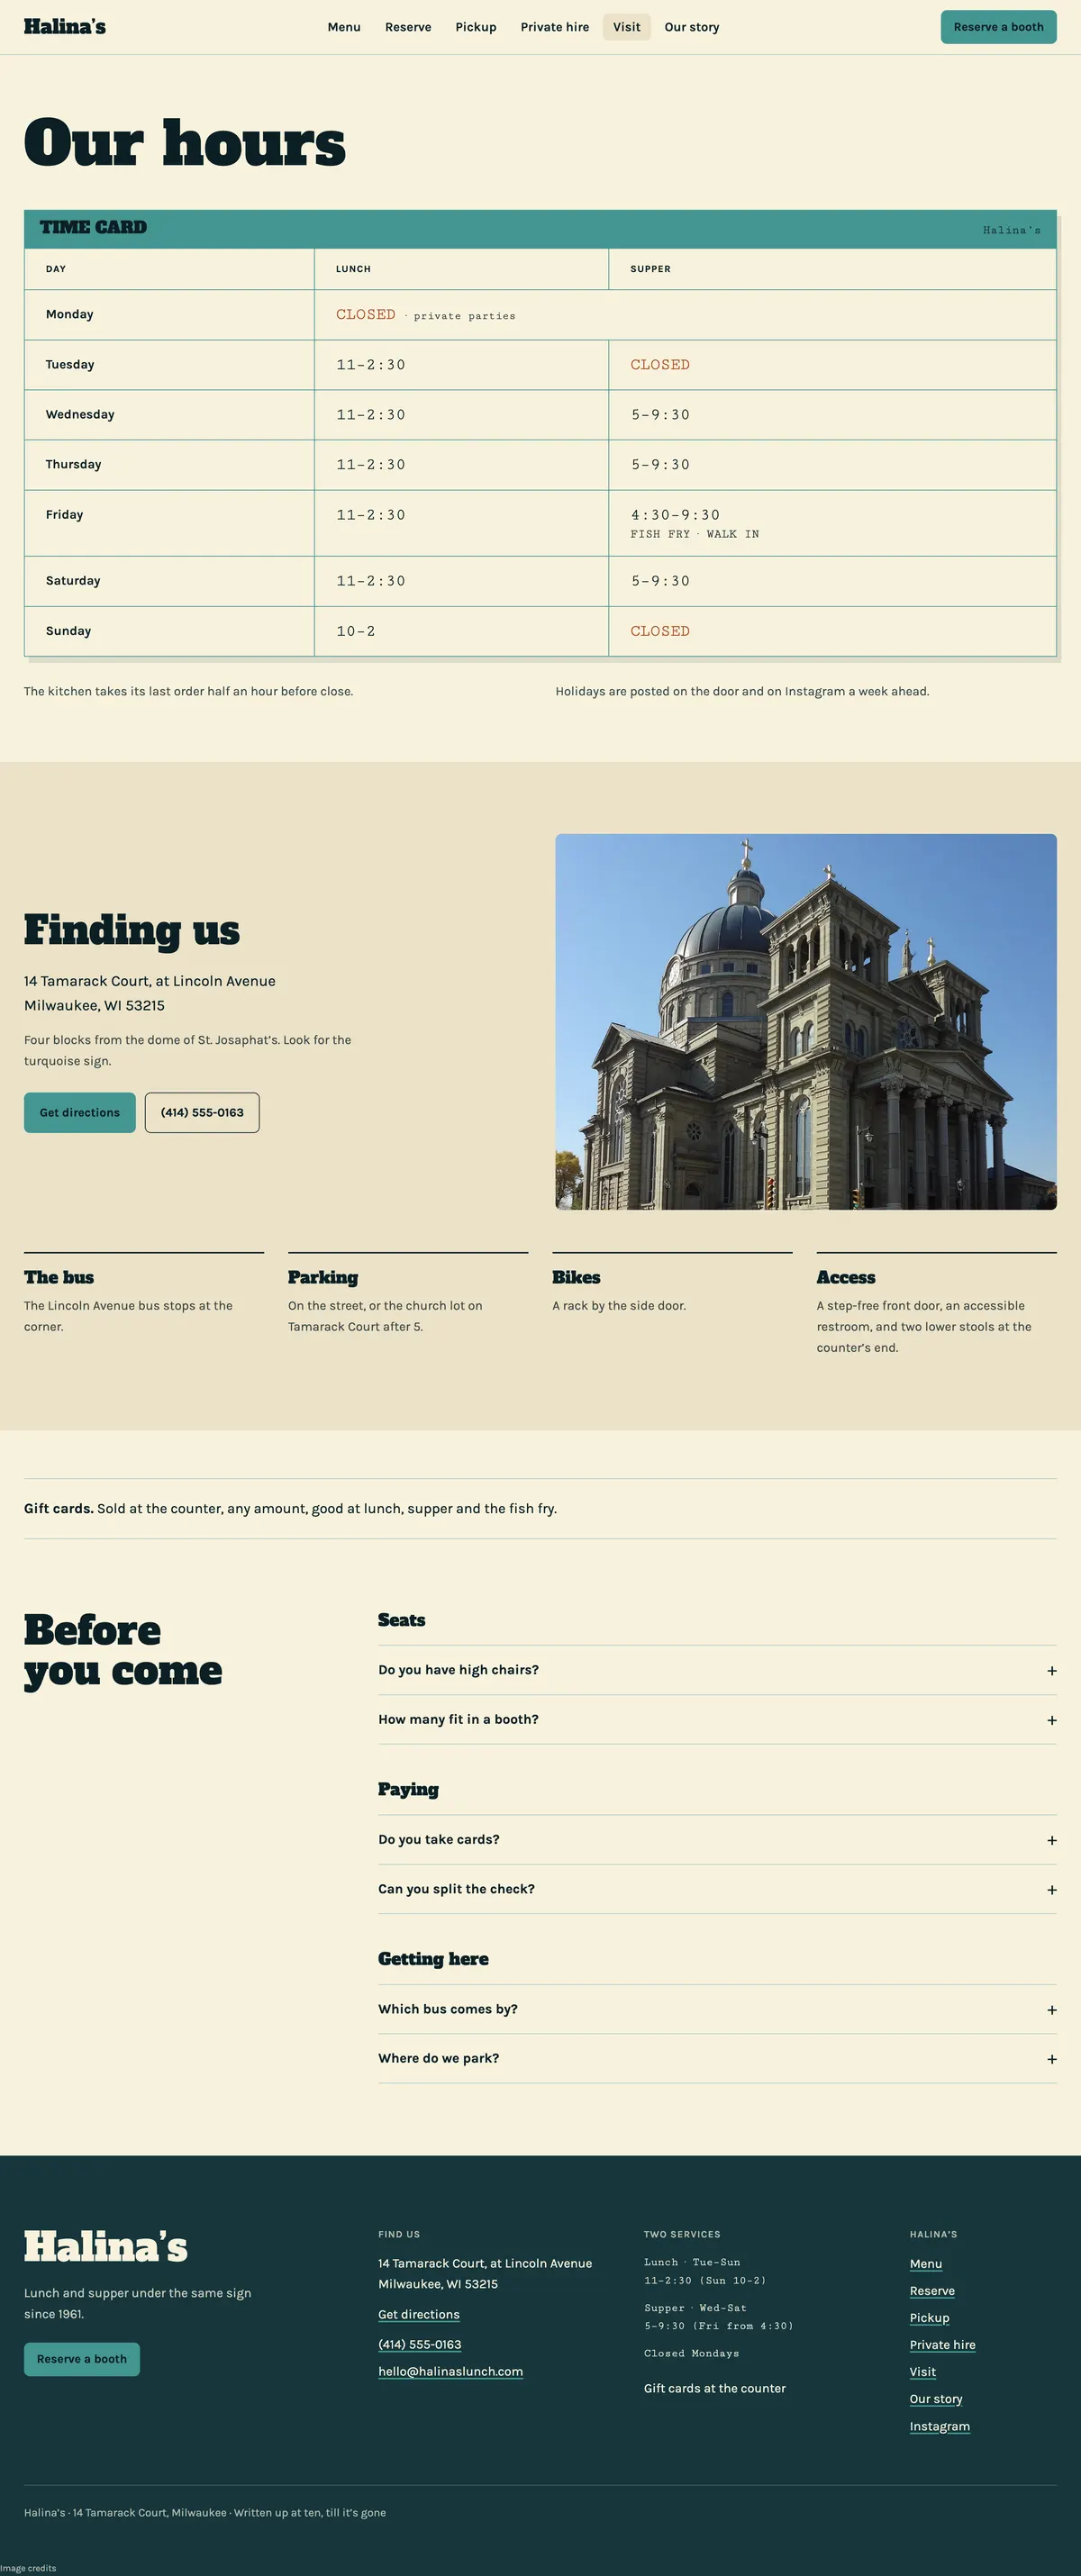 Halina's
Menu
Reserve
Pickup
Private hire
Visit
Our story
Reserve a booth
Our hours
TIME CARD
Halina's
DAY
LUNCH
SUPPER
Monday
CLOSED · private parties
Tuesday
11–2:30
CLOSED
Wednesday
11–2:30
5–9:30
Thursday
11–2:30
5–9:30
Friday
11–2:30
4:30–9:30
FISH FRY · WALK IN
Saturday
11–2:30
5–9:30
Sunday
10–2
CLOSED
The kitchen takes its last order half an hour before close.
Holidays are posted on the door and on Instagram a week ahead.
Finding us
14 Tamarack Court, at Lincoln Avenue
Milwaukee, WI 53215
Four blocks from the dome of St. Josaphat's. Look for the
turquoise sign.
Get directions
(414) 555-0163
The bus
The Lincoln Avenue bus stops at the
corner.
Parking
On the street, or the church lot on
Tamarack Court after 5.
Bikes
A rack by the side door.
Access
A step-free front door, an accessible
restroom, and two lower stools at the
counter's end.
Gift cards. Sold at the counter, any amount, good at lunch, supper and the fish fry.
Before
you come
Seats
Do you have high chairs?
+
How many fit in a booth?
+
Paying
Do you take cards?
+
Can you split the check?
+
Getting here
Which bus comes by?
+
Where do we park?
+
Halina's
Lunch and supper under the same sign
since 1961.
Reserve a booth
FIND US
14 Tamarack Court, at Lincoln Avenue
Milwaukee, WI 53215
Get directions
(414) 555-0163
hello@halinaslunch.com
TWO SERVICES
Lunch · Tue–Sun
11–2:30 (Sun 10–2)
Supper · Wed–Sat
5–9:30 (Fri from 4:30)
Closed Mondays
Gift cards at the counter
HALINA'S
Menu
Reserve
Pickup
Private hire
Visit
Our story
Instagram
Halina's · 14 Tamarack Court, Milwaukee · Written up at ten, till it's gone
Image credits